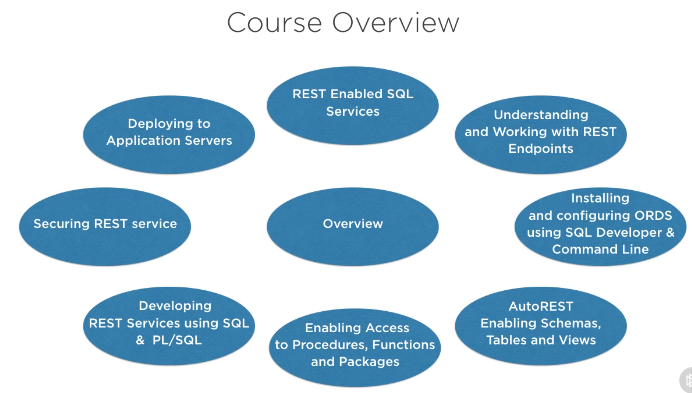 Course Overview
REST Enabled SQL
Services
Understanding
and Working with REST
Endpoints
Deploying to
Application Servers
Installing
and configuring ORDS
using SQL Developer &
Command Line
Securing REST service
Overview
AutoREST
Enabling Schemas,
Tables and Views
Developing
REST Services using SQL
& PL/SQL
Enabling Access
to Procedures, Functions
and Packages